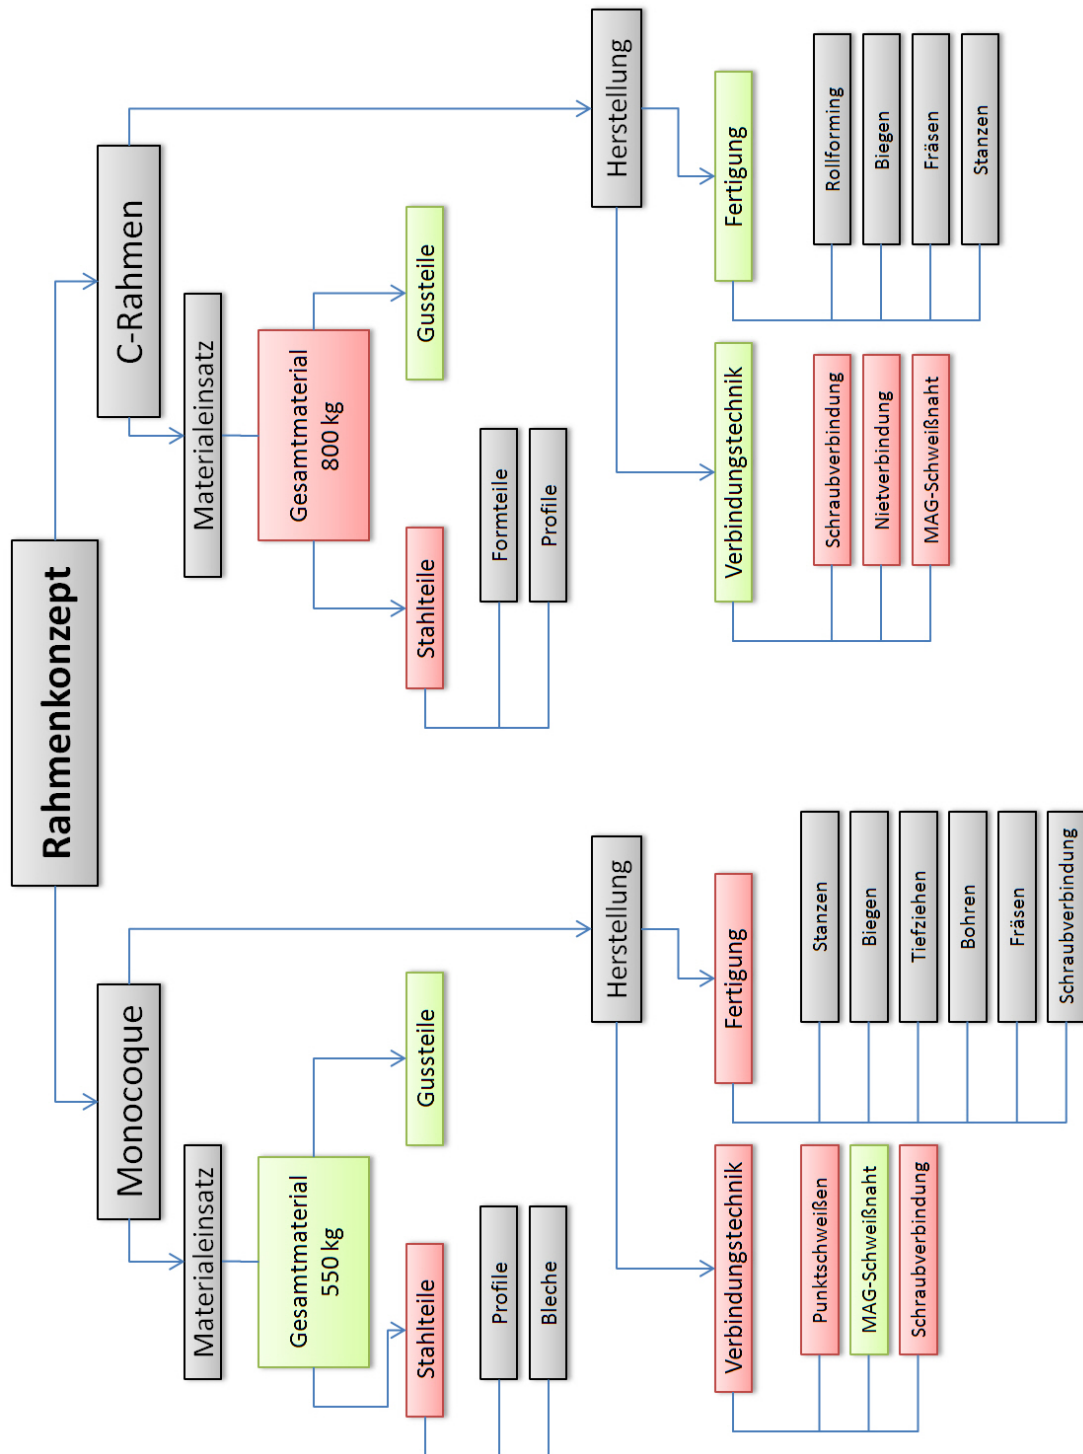 Rahmenkonzept
Monocoque
Materialeinsatz
Gesamtmaterial
550 kg
Stahlteile
Profile
Bleche
Gussteile
Herstellung
Verbindungstechnik
Punktschweißen
MAG-Schweißnaht
Schraubverbindung
Fertigung
Stanzen
Biegen
Tiefziehen
Bohren
Fräsen
Schraubverbindung
C-Rahmen
Materialeinsatz
Gesamtmaterial
800 kg
Stahlteile
Formteile
Profile
Gussteile
Herstellung
Verbindungstechnik
Schraubverbindung
Nietverbindung
MAG-Schweißnaht
Fertigung
Rollforming
Biegen
Fräsen
Stanzen